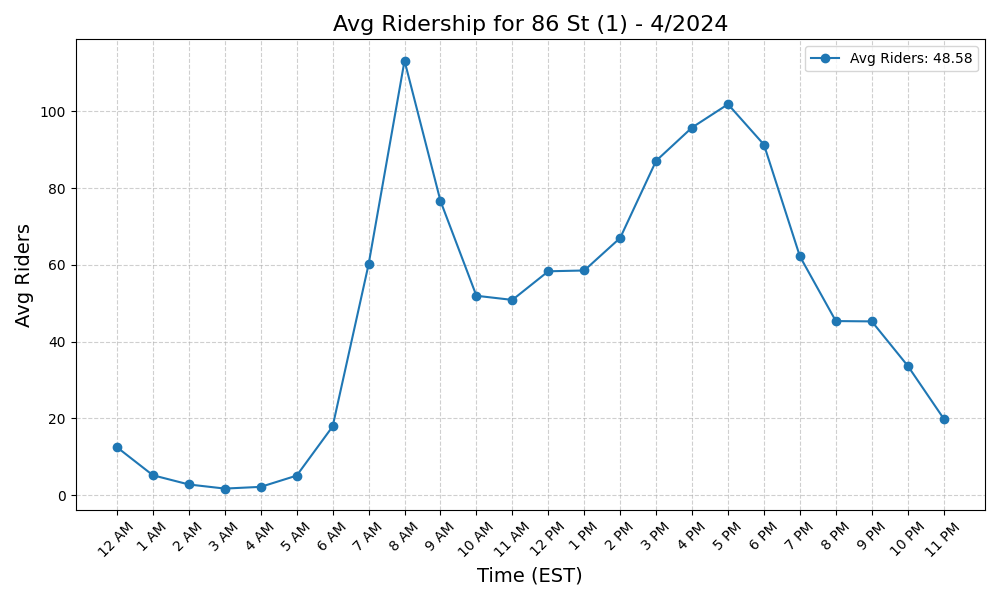 Avg Ridership for 86 St (1) - 4/2024
Avg Riders: 48.58
Avg Riders
100
80
60
40
20
0
12 AM
1 AM
2 AM
3 AM
4 AM
5 AM
6 AM
7 AM
8 AM
9 AM
10 AM
11 AM
12 PM
1 PM
2 PM
3 PM
4 PM
5 PM
6 PM
7 PM
8 PM
9 PM
10 PM
11 PM
Time (EST)